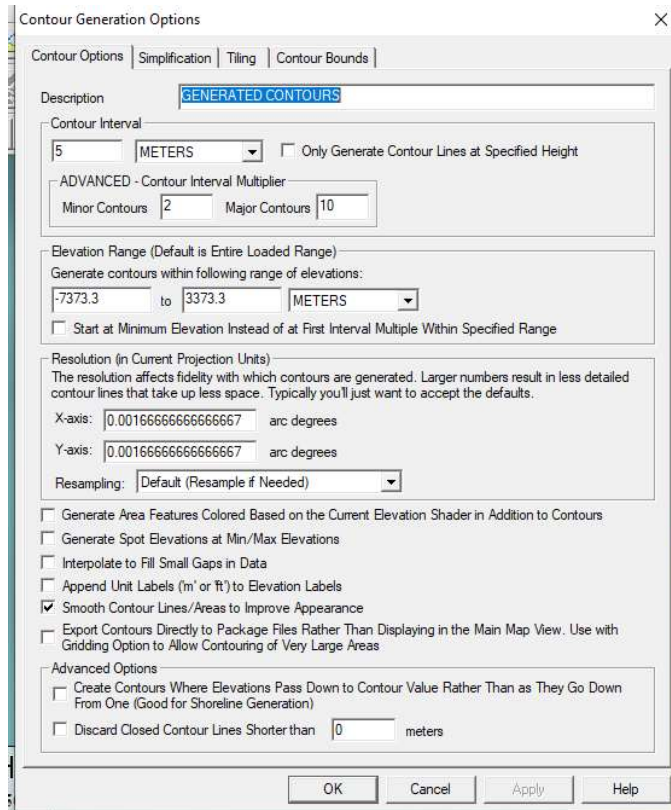 Contour Generation Options
Contour Options Simplification Tiling Contour Bounds
Description GENERATED CONTOURS
Contour Interval
5 METERS Only Generate Contour Lines at Specified Height
ADVANCED - Contour Interval Multiplier
Minor Contours 2 Major Contours 10
Elevation Range (Default is Entire Loaded Range)
Generate contours within following range of elevations:
-7373.3 to 3373.3 METERS
Start at Minimum Elevation Instead of at First Interval Multiple Within Specified Range
Resolution (in Current Projection Units)
The resolution affects fidelity with which contours are generated. Larger numbers result in less detailed
contour lines that take up less space. Typically you'll just want to accept the defaults.
X-axis: 0.00166666666666667 arc degrees
Y-axis: 0.00166666666666667 arc degrees
Resampling: Default (Resample if Needed)
Generate Area Features Colored Based on the Current Elevation Shader in Addition to Contours
Generate Spot Elevations at Min/Max Elevations
Interpolate to Fill Small Gaps in Data
Append Unit Labels ('m' or 'ft') to Elevation Labels
Smooth Contour Lines/Areas to Improve Appearance
Export Contours Directly to Package Files Rather Than Displaying in the Main Map View. Use with
Gridding Option to Allow Contouring of Very Large Areas
Advanced Options
Create Contours Where Elevations Pass Down to Contour Value Rather Than as They Go Down
From One (Good for Shoreline Generation)
Discard Closed Contour Lines Shorter than 0 meters
OK Cancel Apply Help